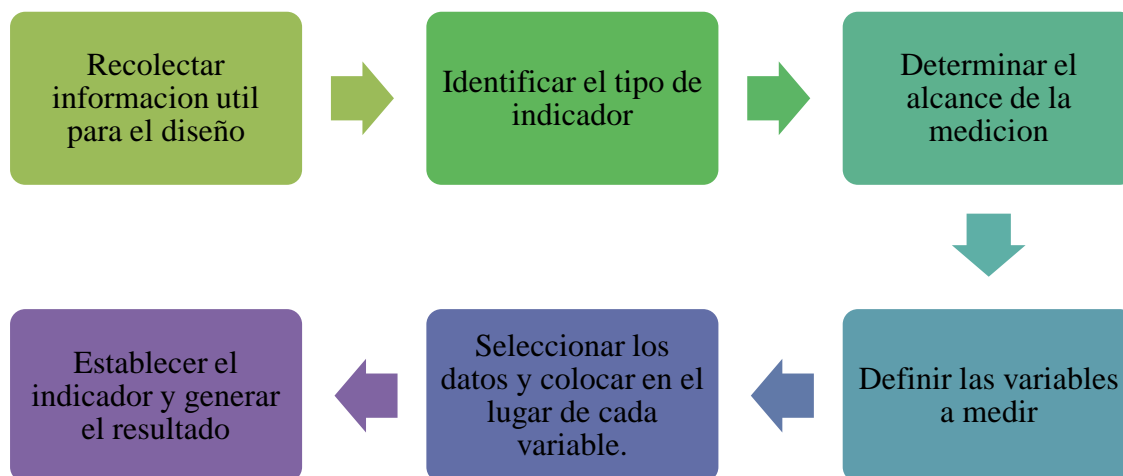 Recolectar
informacion util
para el diseño
Identificar el tipo de
indicador
Determinar el
alcance de la
medicion
Definir las variables
a medir
Seleccionar los
datos y colocar en el
lugar de cada
variable.
Establecer el
indicador y generar
el resultado